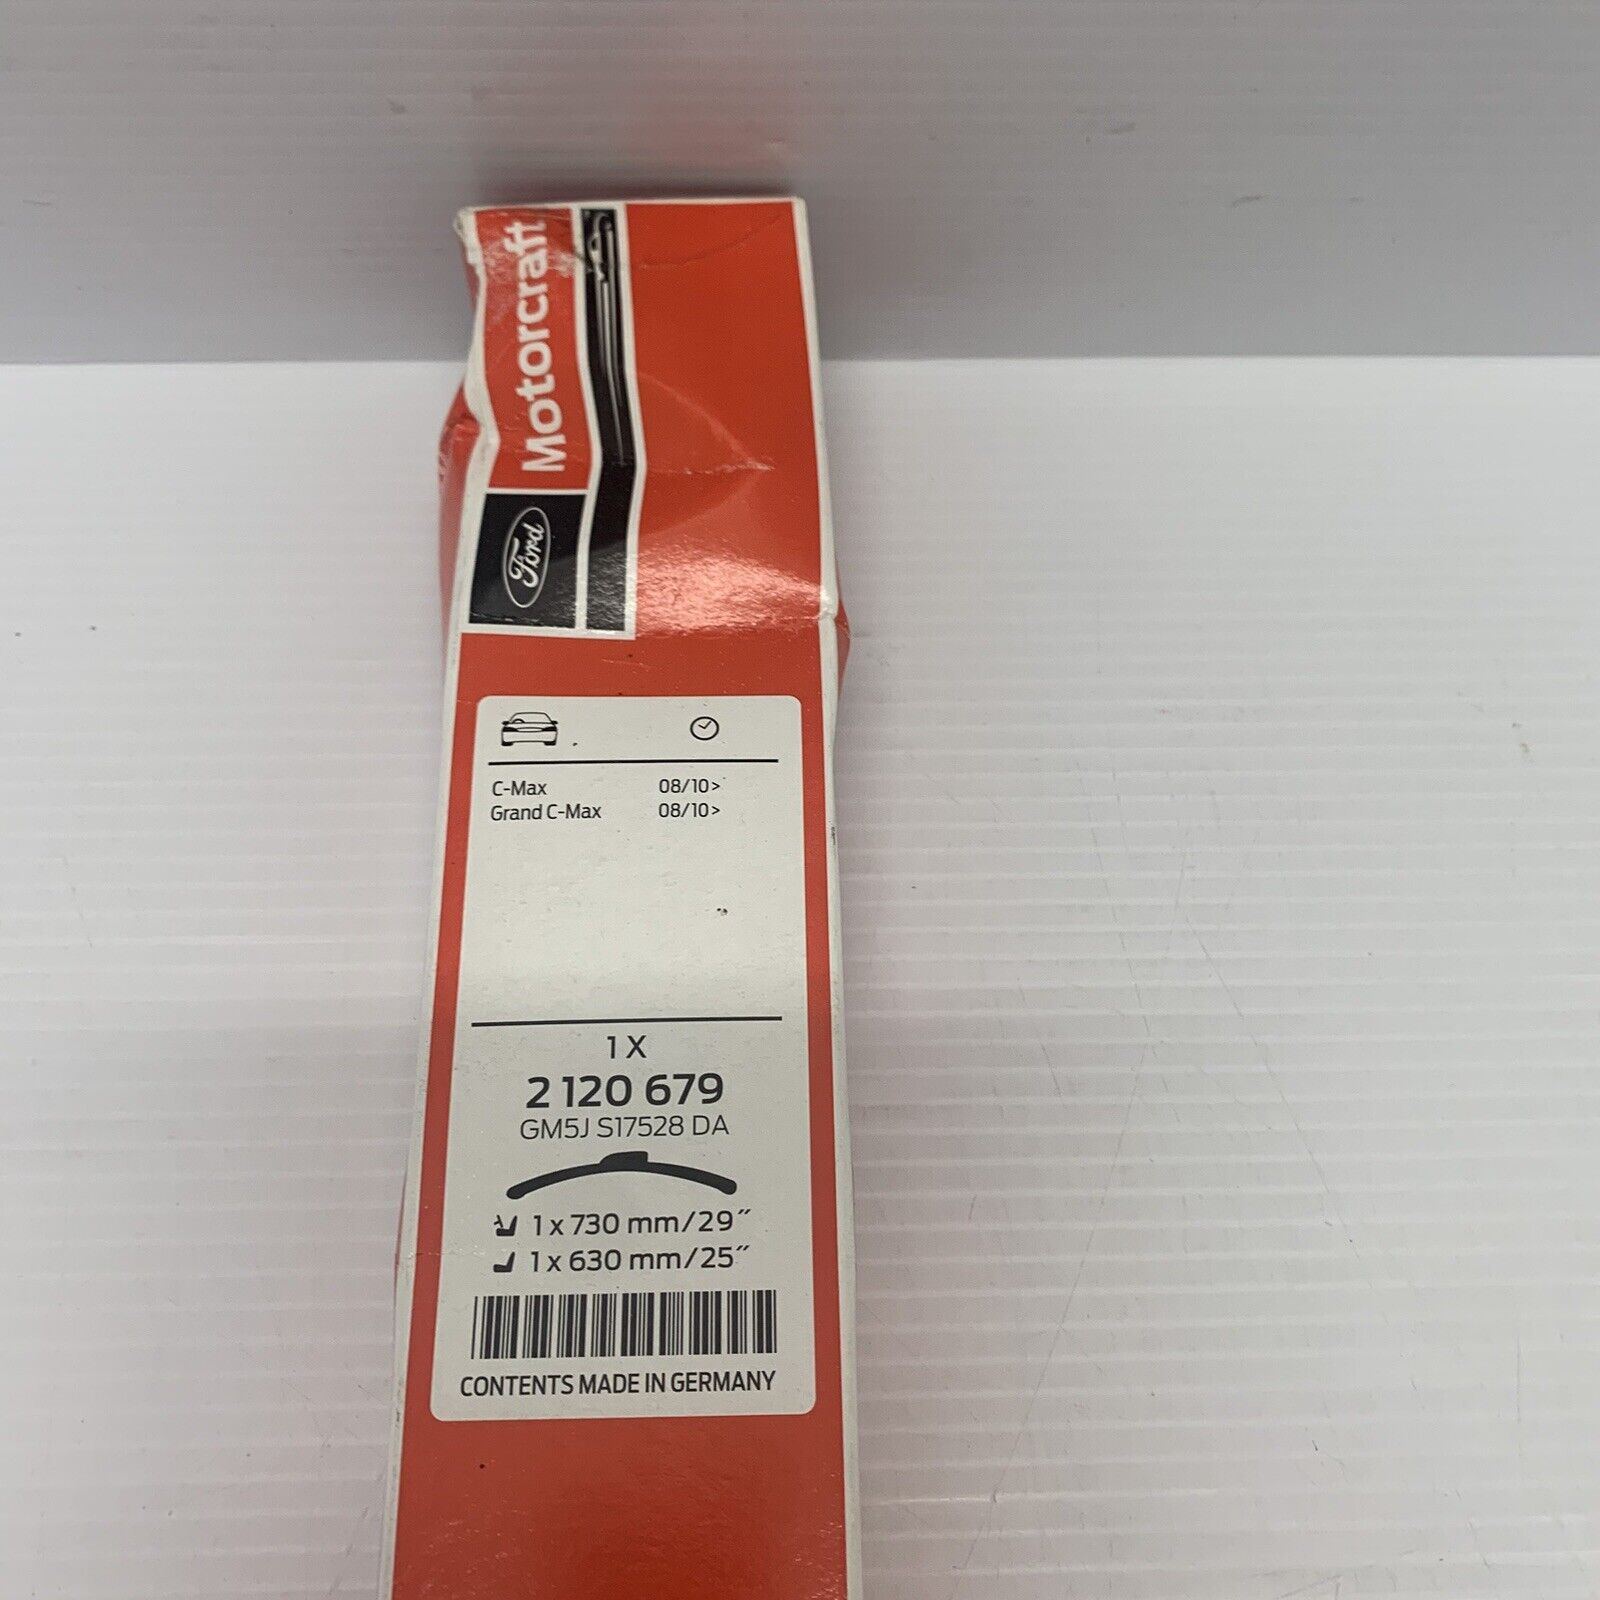 Motorcraft
Ford
C-Max 08/10>
Grand C-Max 08/10>
1 X
2 120 679
GM5J S17528 DA
1 x 730 mm/29″
1 x 630 mm/25″
CONTENTS MADE IN GERMANY